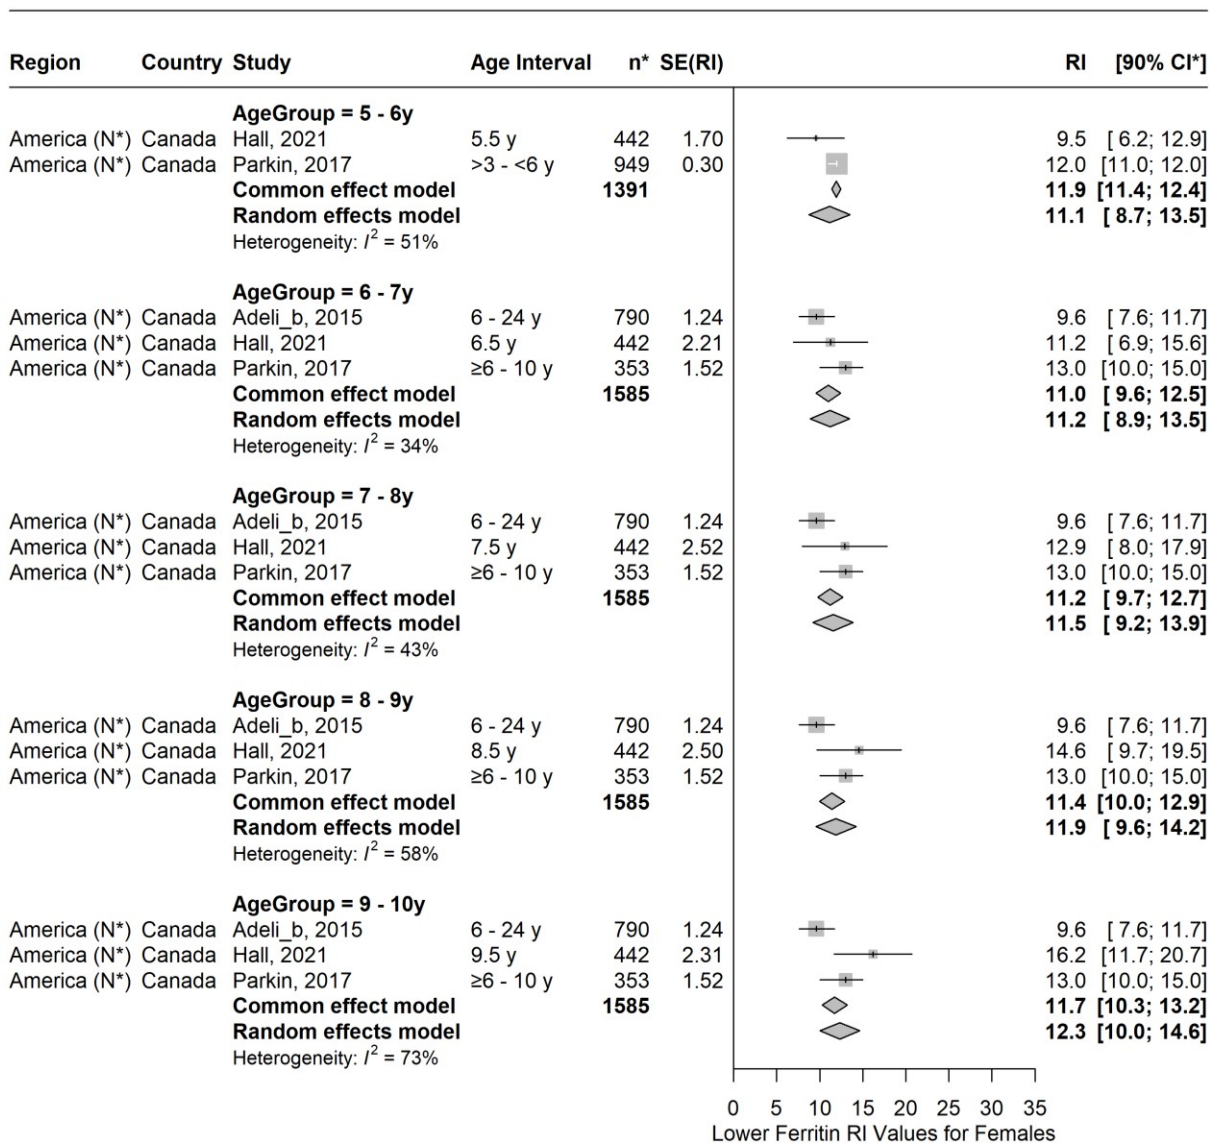 Region Country Study Age Interval n* SE(RI) RI [90% CI*]
AgeGroup = 5 - 6y
America (N*) Canada Hall, 2021 5.5 y 442 1.70 9.5 [ 6.2; 12.9]
America (N*) Canada Parkin, 2017 >3 - <6 y 949 0.30 12.0 [11.0; 12.0]
Common effect model 1391 11.9 [11.4; 12.4]
Random effects model 11.1 [ 8.7; 13.5]
Heterogeneity: I² = 51%
AgeGroup = 6 - 7y
America (N*) Canada Adeli_b, 2015 6 - 24 y 790 1.24 9.6 [ 7.6; 11.7]
America (N*) Canada Hall, 2021 6.5 y 442 2.21 11.2 [ 6.9; 15.6]
America (N*) Canada Parkin, 2017 ≥6 - 10 y 353 1.52 13.0 [10.0; 15.0]
Common effect model 1585 11.0 [ 9.6; 12.5]
Random effects model 11.2 [ 8.9; 13.5]
Heterogeneity: I² = 34%
AgeGroup = 7 - 8y
America (N*) Canada Adeli_b, 2015 6 - 24 y 790 1.24 9.6 [ 7.6; 11.7]
America (N*) Canada Hall, 2021 7.5 y 442 2.52 12.9 [ 8.0; 17.9]
America (N*) Canada Parkin, 2017 ≥6 - 10 y 353 1.52 13.0 [10.0; 15.0]
Common effect model 1585 11.2 [ 9.7; 12.7]
Random effects model 11.5 [ 9.2; 13.9]
Heterogeneity: I² = 43%
AgeGroup = 8 - 9y
America (N*) Canada Adeli_b, 2015 6 - 24 y 790 1.24 9.6 [ 7.6; 11.7]
America (N*) Canada Hall, 2021 8.5 y 442 2.50 14.6 [ 9.7; 19.5]
America (N*) Canada Parkin, 2017 ≥6 - 10 y 353 1.52 13.0 [10.0; 15.0]
Common effect model 1585 11.4 [10.0; 12.9]
Random effects model 11.9 [ 9.6; 14.2]
Heterogeneity: I² = 58%
AgeGroup = 9 - 10y
America (N*) Canada Adeli_b, 2015 6 - 24 y 790 1.24 9.6 [ 7.6; 11.7]
America (N*) Canada Hall, 2021 9.5 y 442 2.31 16.2 [11.7; 20.7]
America (N*) Canada Parkin, 2017 ≥6 - 10 y 353 1.52 13.0 [10.0; 15.0]
Common effect model 1585 11.7 [10.3; 13.2]
Random effects model 12.3 [10.0; 14.6]
Heterogeneity: I² = 73%
0 5 10 15 20 25 30 35
Lower Ferritin RI Values for Females